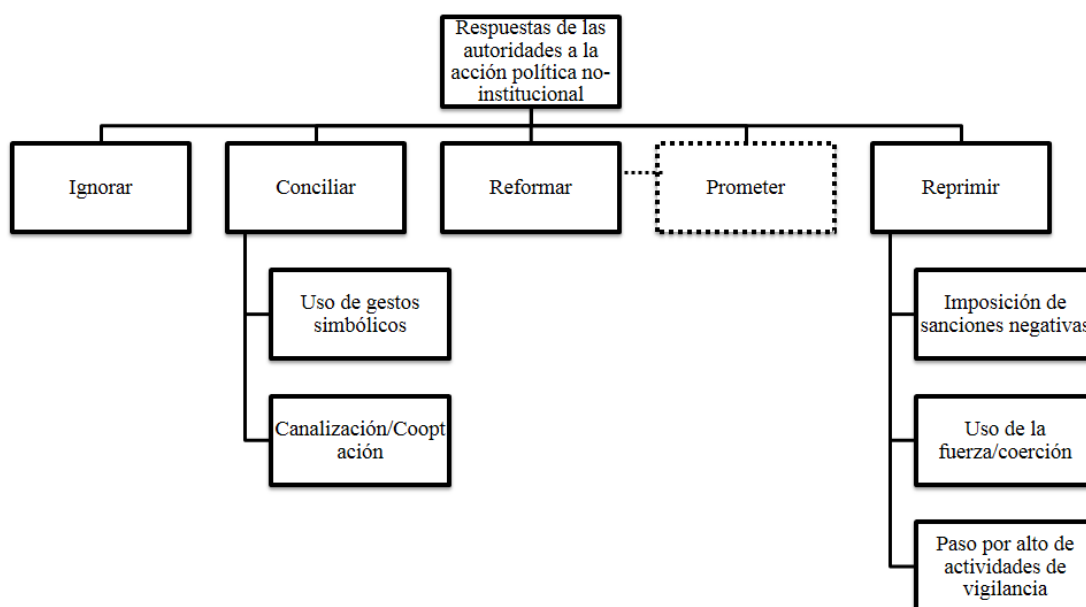 Respuestas de las
autoridades a la
acción política no-
institucional
Ignorar
Conciliar
Reformar
Prometer
Reprimir
Uso de gestos
simbólicos
Canalización/Coopt
ación
Imposición de
sanciones negativas
Uso de la
fuerza/coerción
Paso por alto de
actividades de
vigilancia